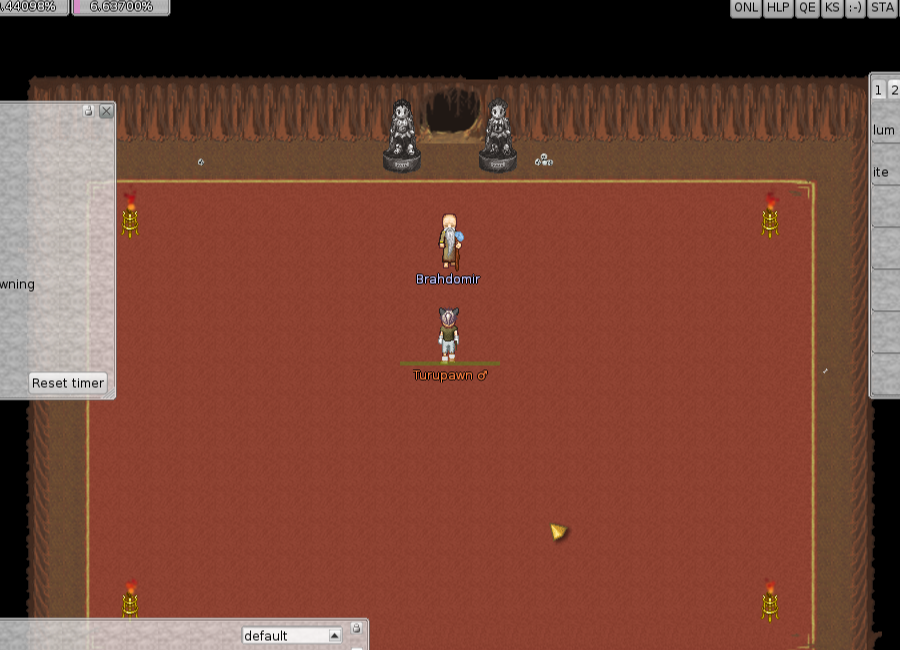 .44098% 6.63700% ONL HLP QE KS :-) STA
1 2
lum
ite
Brahdomir
wning
Turupawn ♂
Reset timer
default